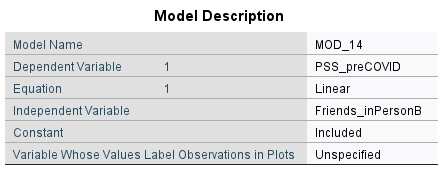 Model Description
Model Name MOD_14
Dependent Variable 1 PSS_preCOVID
Equation 1 Linear
Independent Variable Friends_inPersonB
Constant Included
Variable Whose Values Label Observations in Plots Unspecified